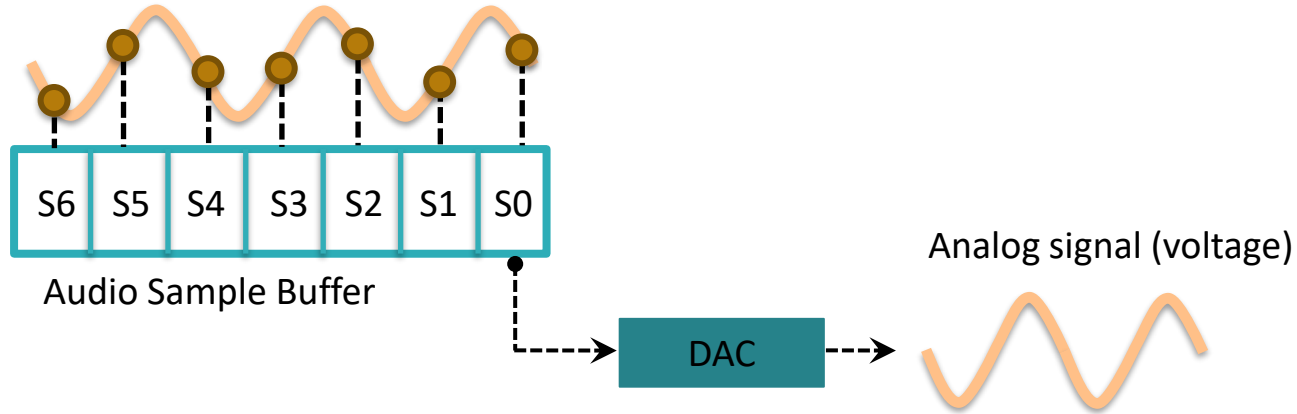 S6 S5 S4 S3 S2 S1 S0
Audio Sample Buffer
Analog signal (voltage)
DAC